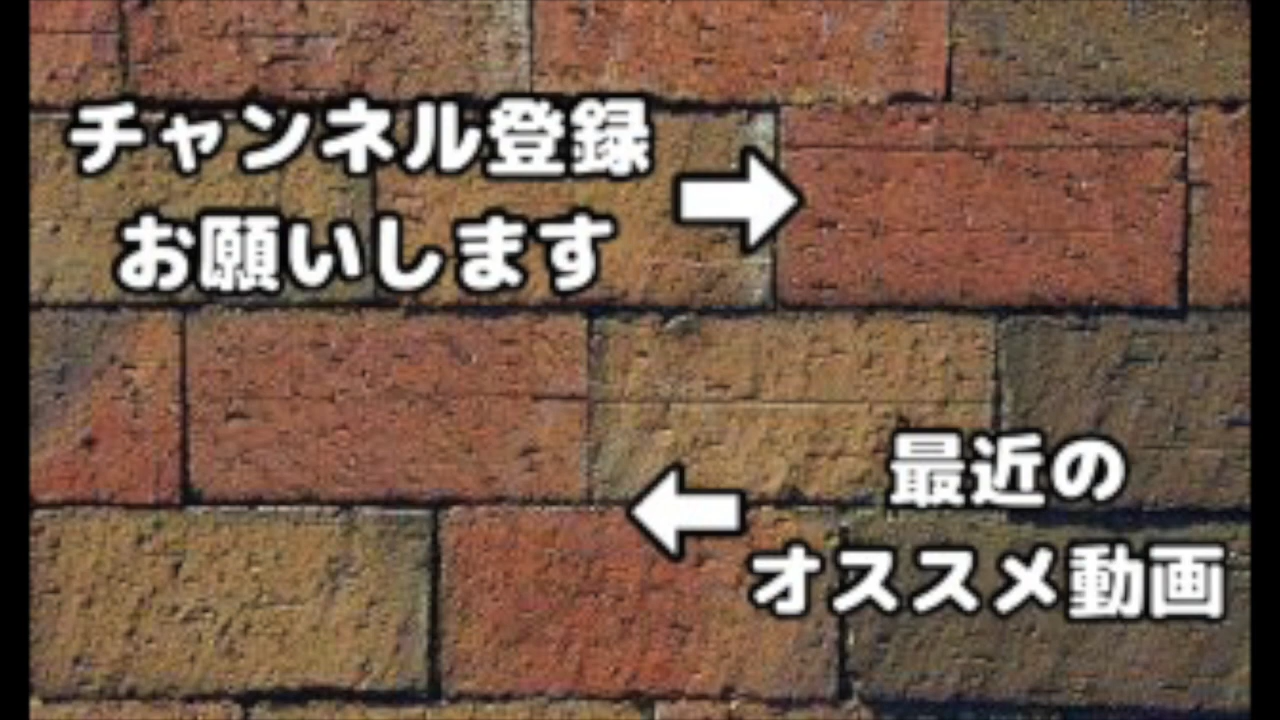 チャンネル登録
お願いします
最近の
オススメ動画